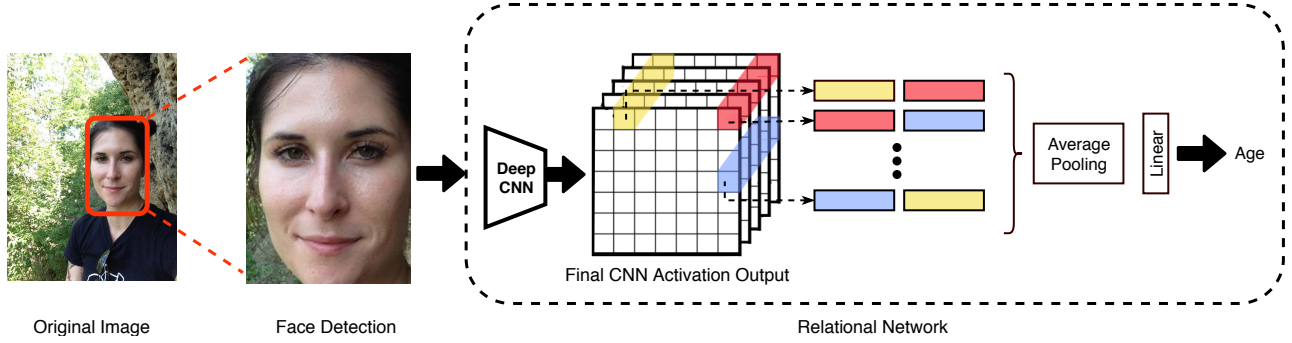 Deep
CNN
Final CNN Activation Output
Average
Pooling
Linear
Age
Original Image
Face Detection
Relational Network